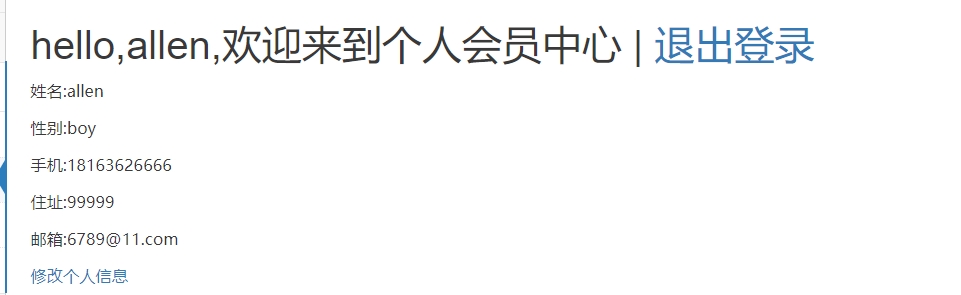 hello,allen,欢迎来到个人会员中心 | 退出登录
姓名:allen
性别:boy
手机:18163626666
住址:99999
邮箱:6789@11.com
修改个人信息